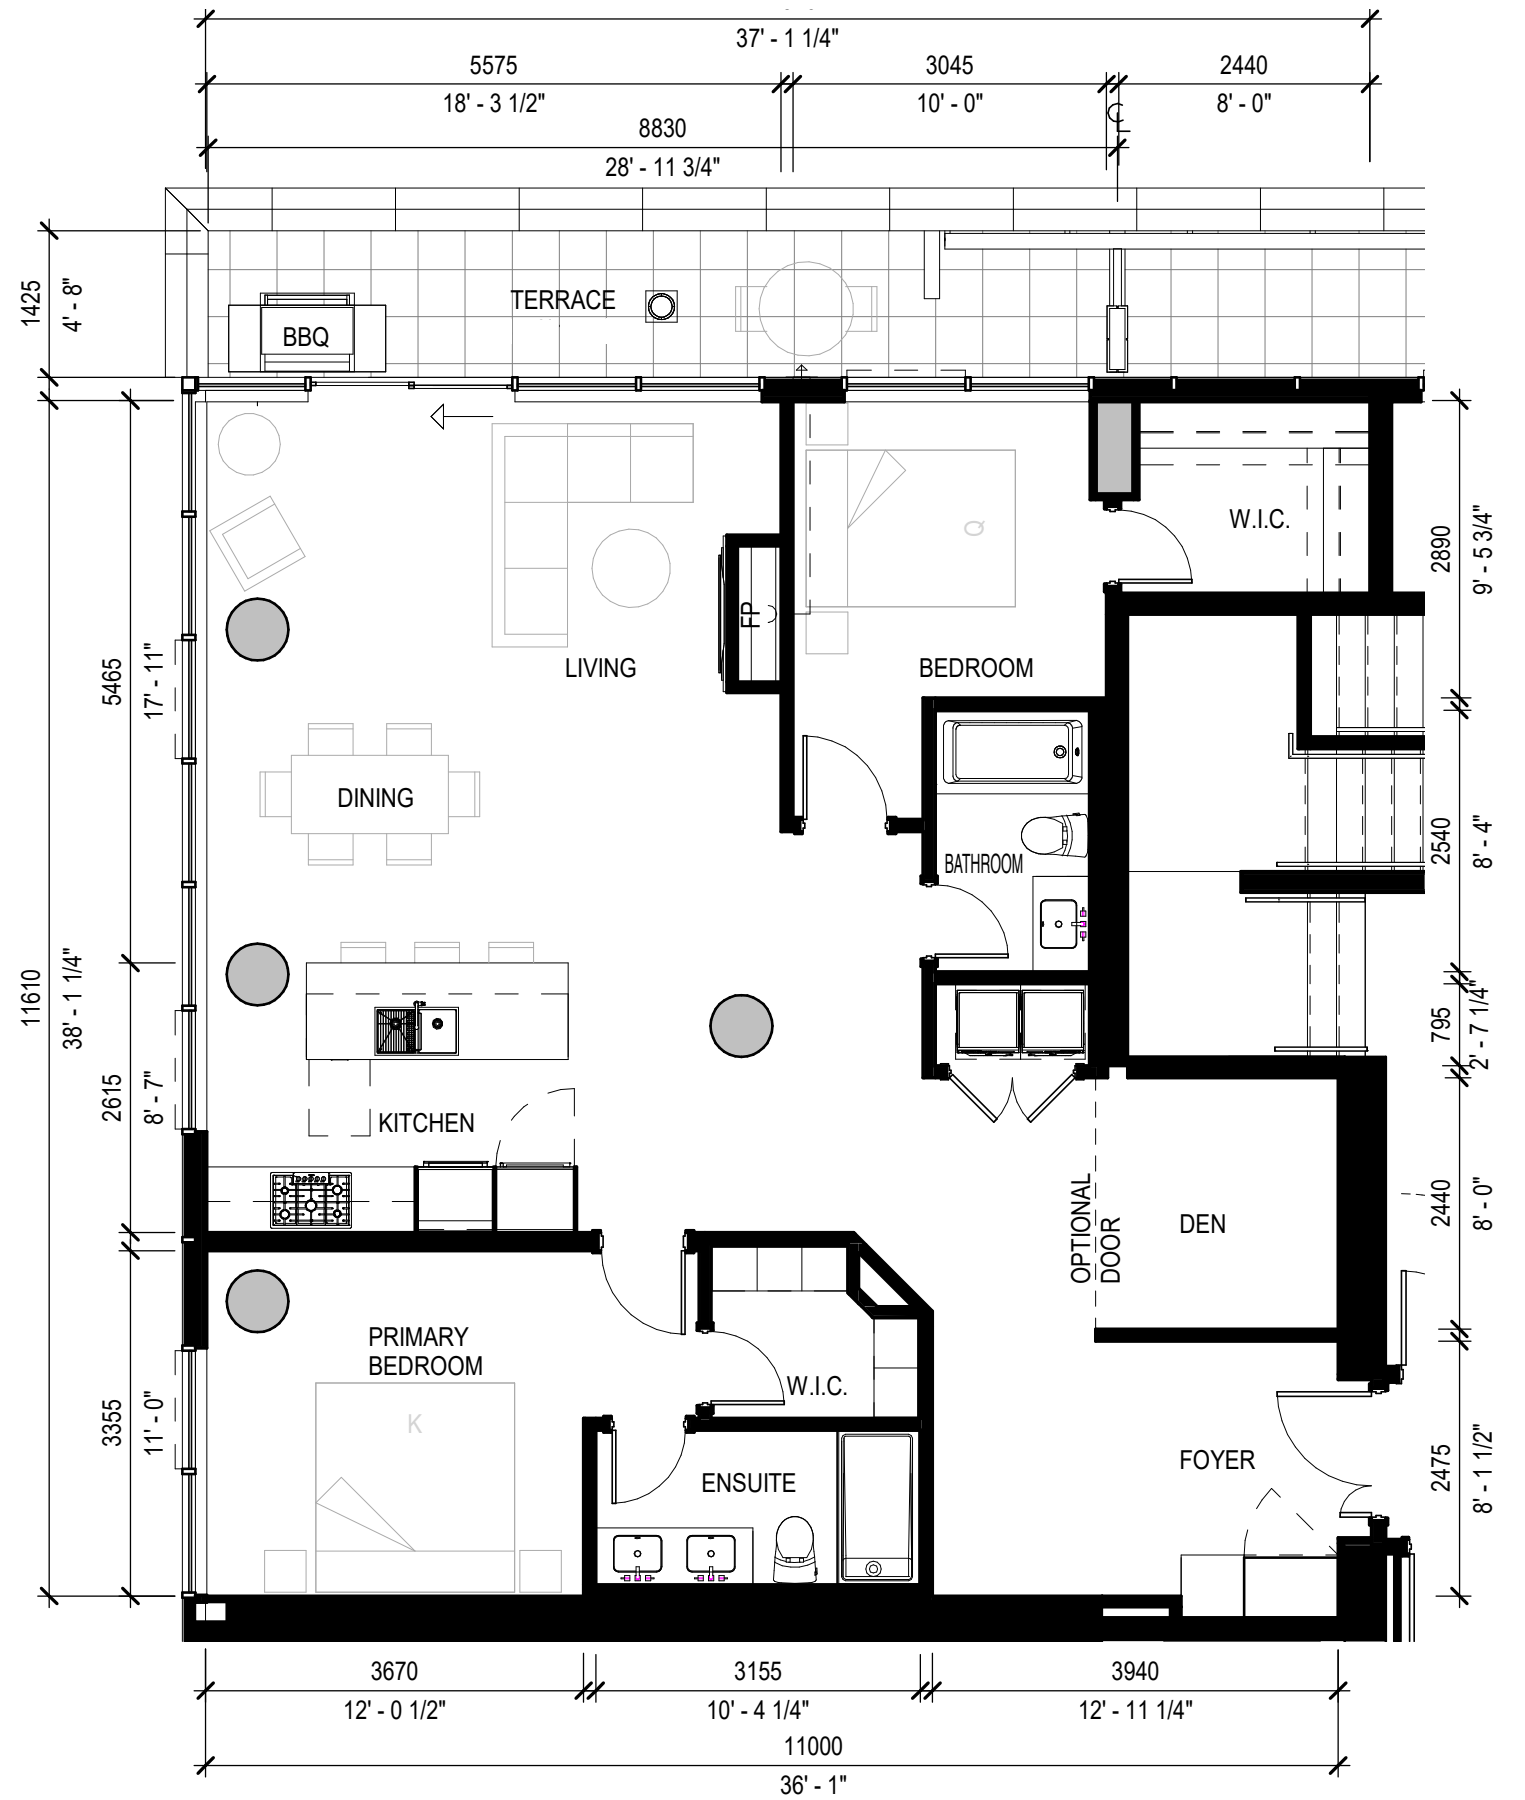 37' - 1 1/4"
5575
3045
2440
18' - 3 1/2"
10' - 0"
8' - 0"
8830
28' - 11 3/4"
1425
4' - 8"
TERRACE
BBQ
W.I.C.
Q
2890
9' - 5 3/4"
FP
LIVING
BEDROOM
5465
17' - 11"
DINING
BATHROOM
2540
8' - 4"
11610
38' - 1 1/4"
795
2' - 7 1/4"
2615
8' - 7"
KITCHEN
OPTIONAL
DOOR
DEN
2440
8' - 0"
PRIMARY
BEDROOM
W.I.C.
3355
11' - 0"
K
ENSUITE
FOYER
2475
8' - 1 1/2"
3670
3155
3940
12' - 0 1/2"
10' - 4 1/4"
12' - 11 1/4"
11000
36' - 1"